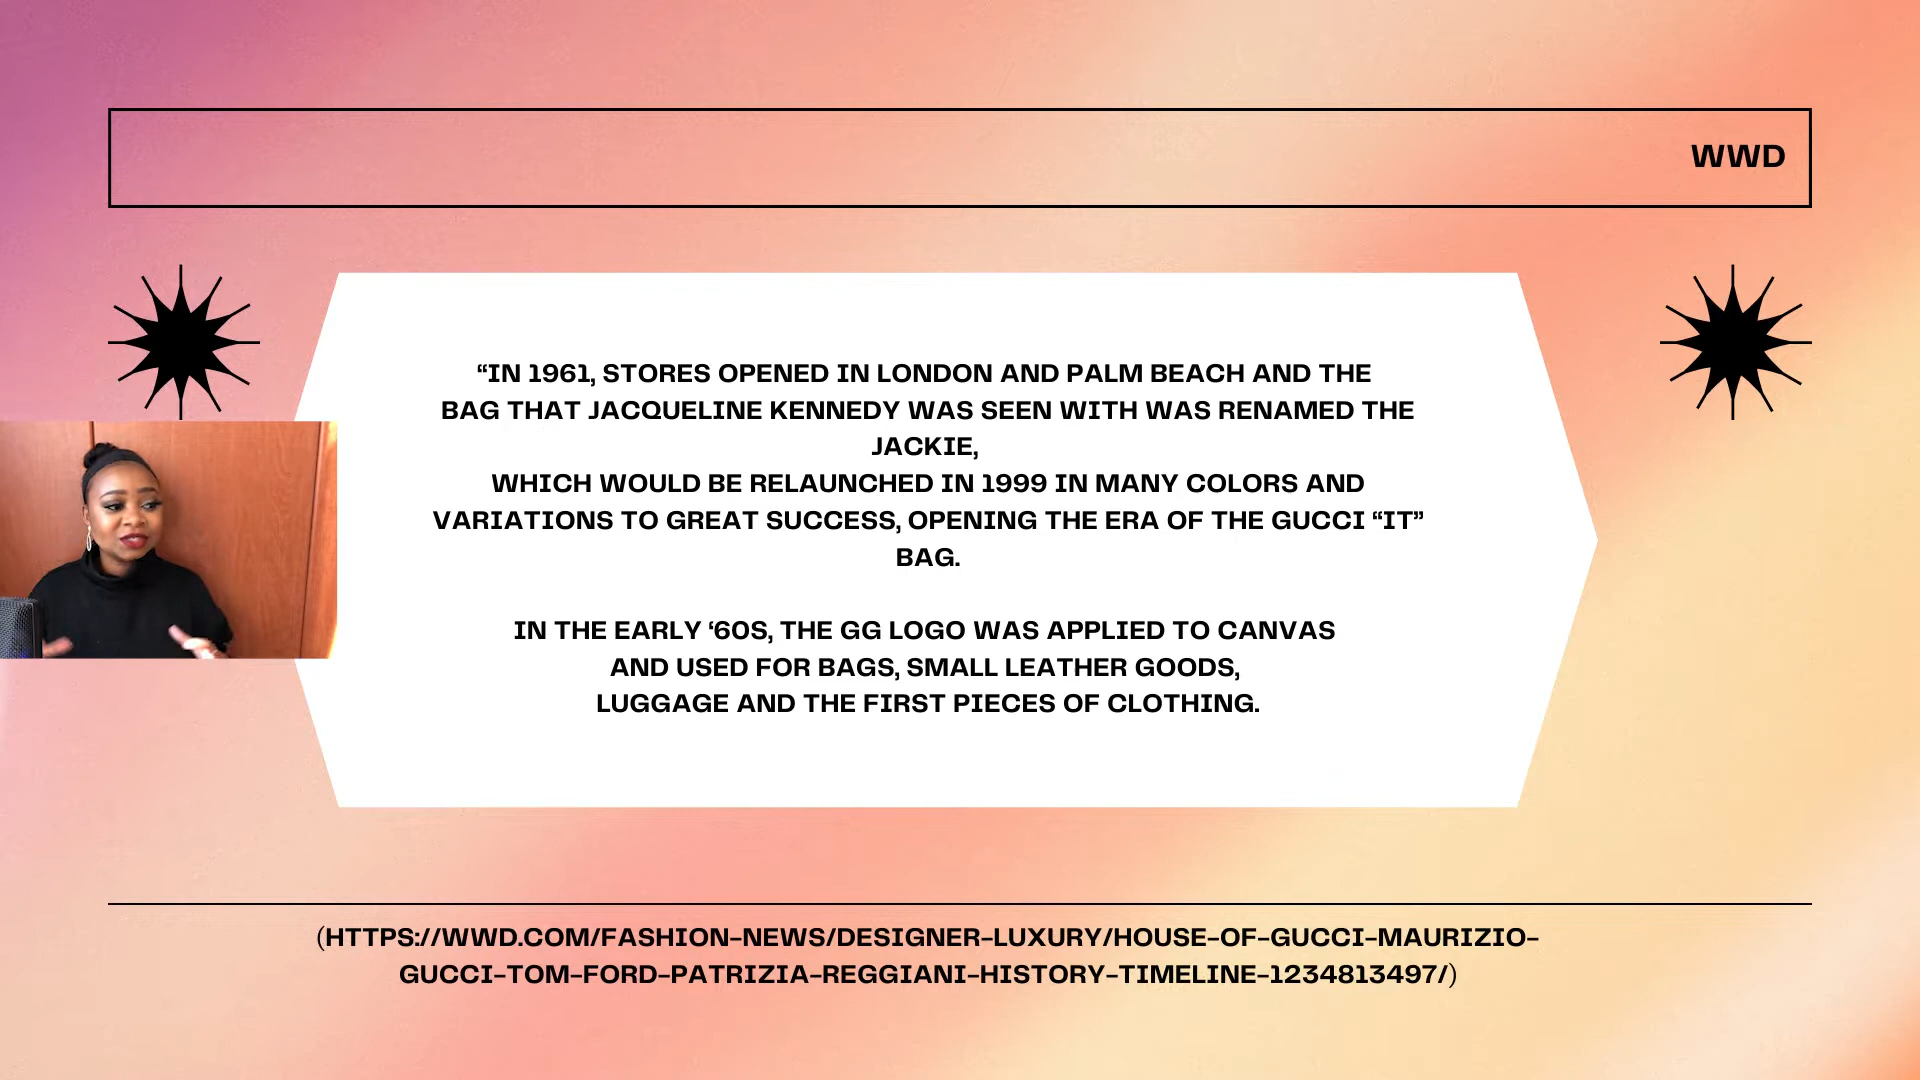 WWD
“IN 1961, STORES OPENED IN LONDON AND PALM BEACH AND THE
BAG THAT JACQUELINE KENNEDY WAS SEEN WITH WAS RENAMED THE
JACKIE,
WHICH WOULD BE RELAUNCHED IN 1999 IN MANY COLORS AND
VARIATIONS TO GREAT SUCCESS, OPENING THE ERA OF THE GUCCI “IT”
BAG.
IN THE EARLY ‘60S, THE GG LOGO WAS APPLIED TO CANVAS
AND USED FOR BAGS, SMALL LEATHER GOODS,
LUGGAGE AND THE FIRST PIECES OF CLOTHING.
(HTTPS://WWD.COM/FASHION-NEWS/DESIGNER-LUXURY/HOUSE-OF-GUCCI-MAURIZIO-
GUCCI-TOM-FORD-PATRIZIA-REGGIANI-HISTORY-TIMELINE-1234813497/)